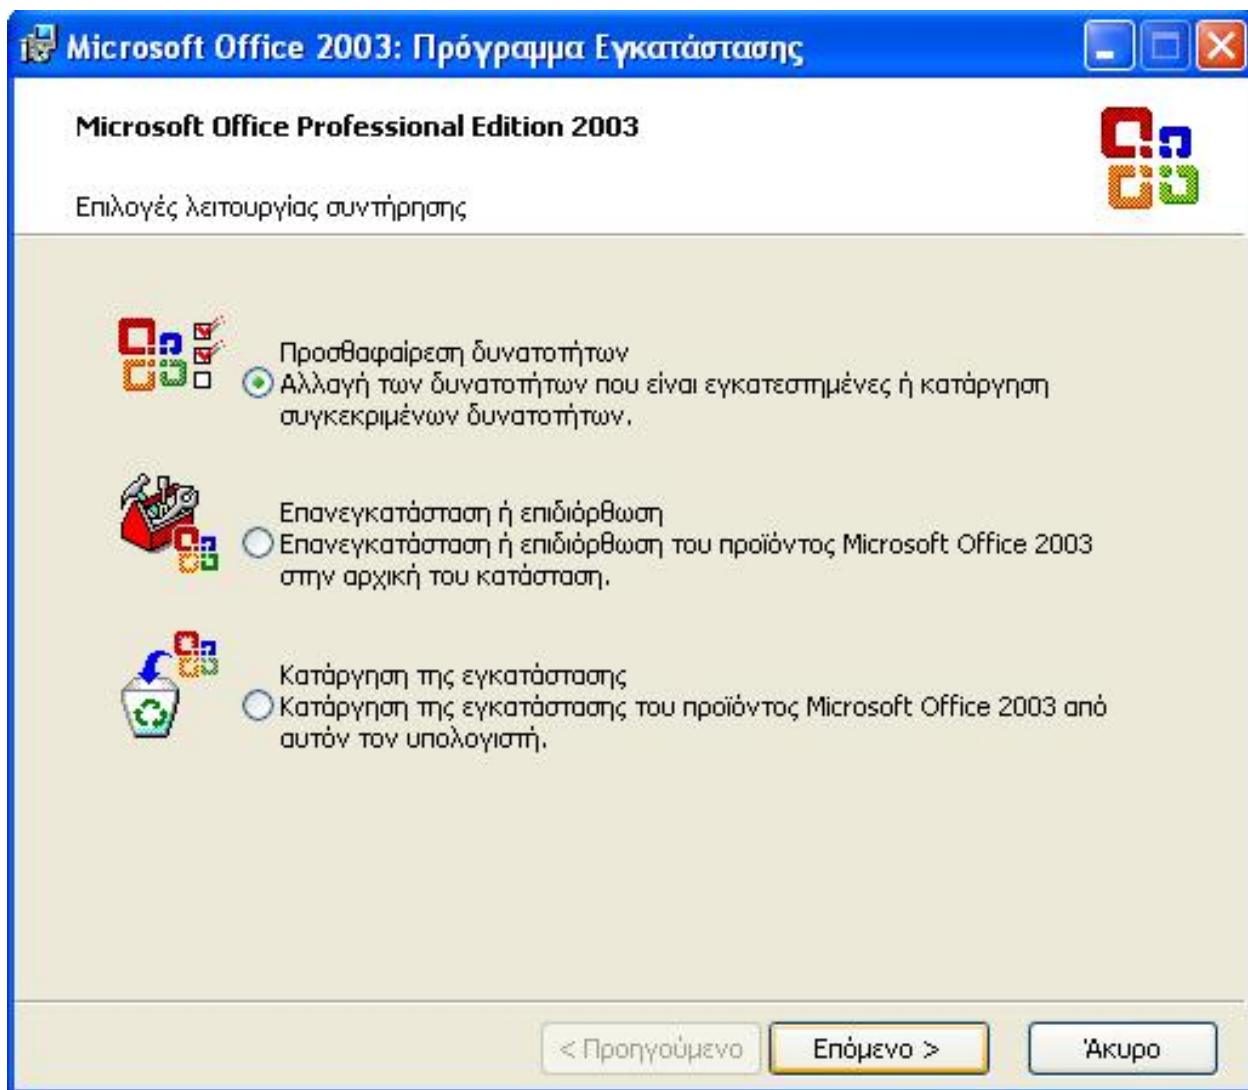 Microsoft Office 2003: Πρόγραμμα Εγκατάστασης
Microsoft Office Professional Edition 2003
Επιλογές λειτουργίας συντήρησης
Προσθαφαίρεση δυνατοτήτων
Αλλαγή των δυνατοτήτων που είναι εγκατεστημένες ή κατάργηση
συγκεκριμένων δυνατοτήτων.
Επανεγκατάσταση ή επιδιόρθωση
Επανεγκατάσταση ή επιδιόρθωση του προϊόντος Microsoft Office 2003
στην αρχική του κατάσταση.
Κατάργηση της εγκατάστασης
Κατάργηση της εγκατάστασης του προϊόντος Microsoft Office 2003 από
αυτόν τον υπολογιστή.
< Προηγούμενο Επόμενο > Άκυρο